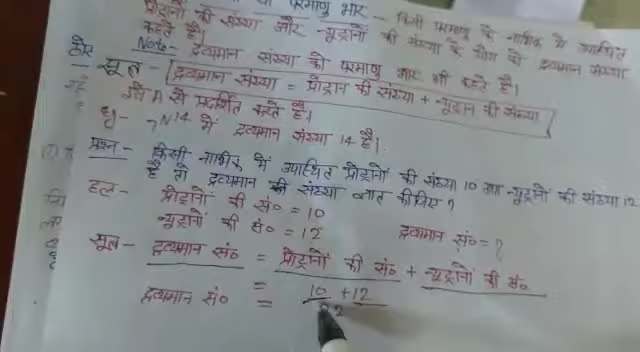 परमाणु भार - किसी परमाणु के नाभिक में उपस्थित
प्रोट्रानों की संख्या और न्यूट्रानों की संख्या के योग को द्रव्यमान संख्या
कहते हैं।
Note- द्रव्यमान संख्या को परमाणु भार भी कहते हैं।
सूत्र - द्रव्यमान संख्या = प्रोट्रान की संख्या + न्यूट्रान की संख्या
इसे A से प्रदर्शित करते हैं।
7N14 में द्रव्यमान संख्या 14 है।
प्रश्न - किसी नाभिक में उपस्थित प्रोट्रानों की संख्या 10 तथा न्यूट्रानों की संख्या 12
है तो द्रव्यमान की संख्या ज्ञात कीजिए?
हल - प्रोट्रानों की सं० = 10
न्यूट्रानों की सं० = 12 द्रव्यमान सं० = ?
सूत्र - द्रव्यमान सं० = प्रोट्रानों की सं० + न्यूट्रानों की सं०
= 10 + 12
द्रव्यमान सं० = 22